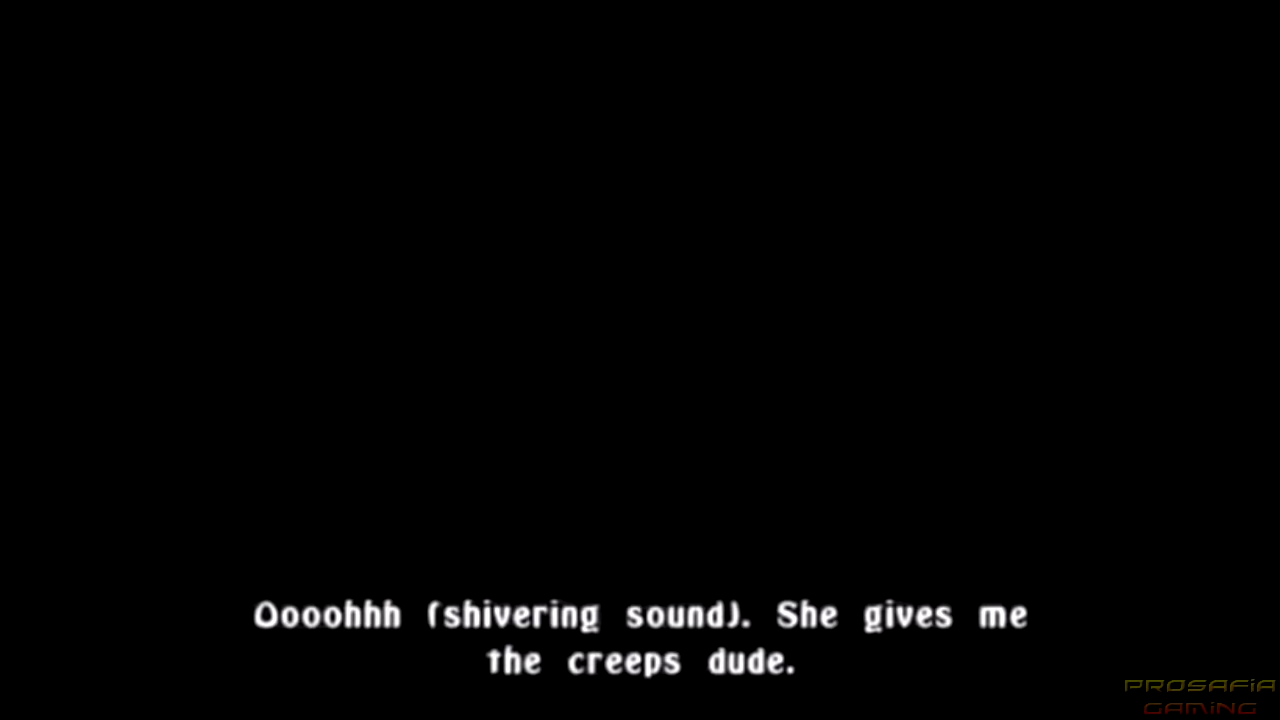 Oooohhh (shivering sound). She gives me
the creeps dude.
PROSAFiA
GAMiNG